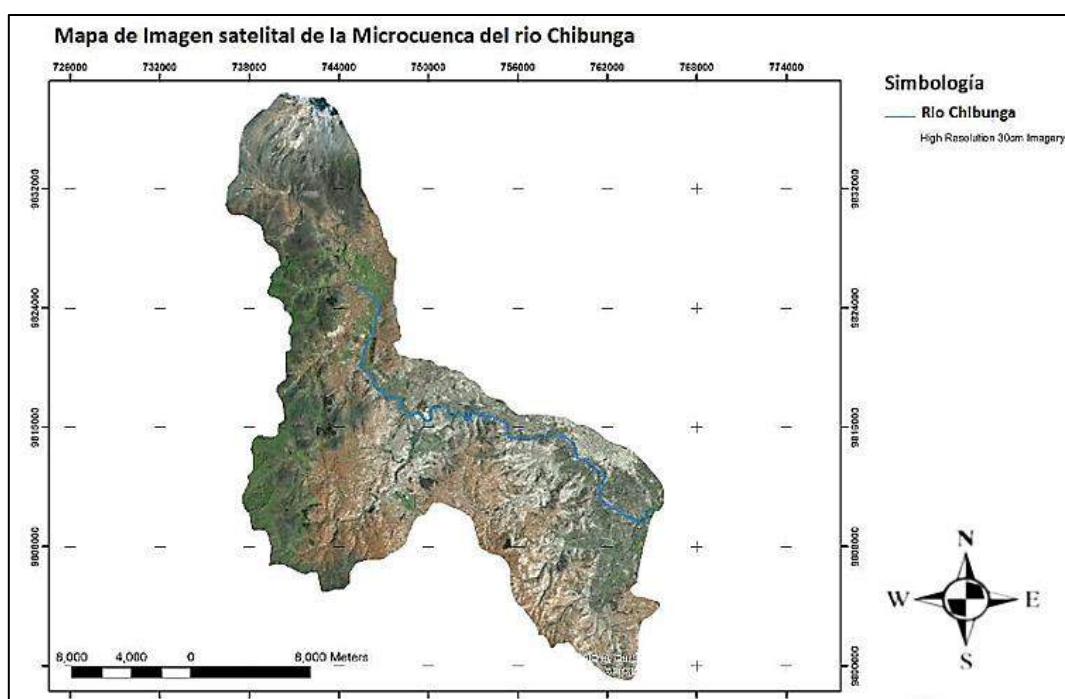 Mapa de Imagen satelital de la Microcuenca del rio Chibunga
726000 732000 738000 744000 750000 756000 762000 768000 774000
Simbología
Rio Chibunga
High Resolution 30cm Imagery
9832000 9832000
9824000 9824000
9816000 9816000
9808000 9808000
9800000 9800000
N
W E
S
8,000 4,000 0 8,000 Meters